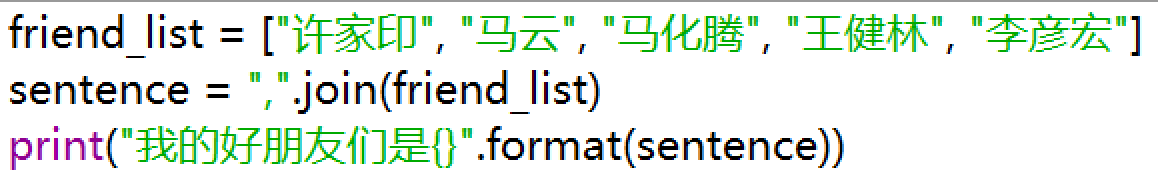 friend_list = ["许家印", "马云", "马化腾", "王健林", "李彦宏"]
sentence = ",".join(friend_list)
print("我的好朋友们是{}".format(sentence))